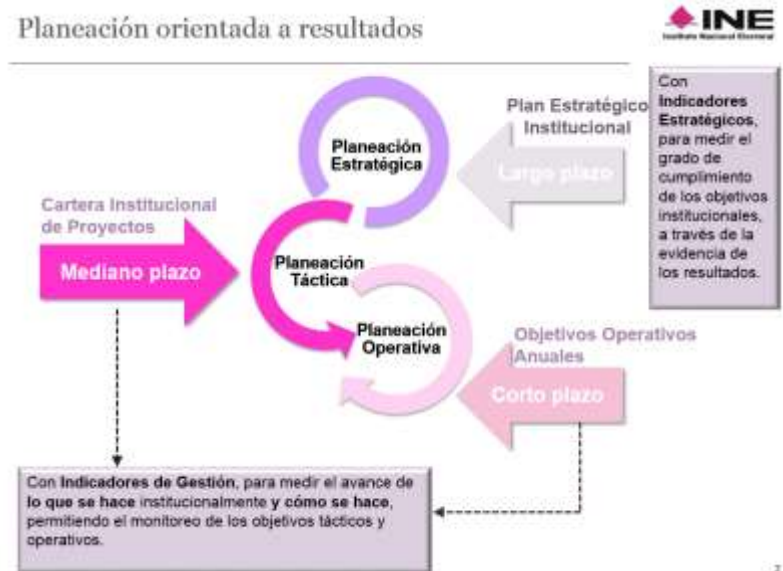 Planeación orientada a resultados
INE
Instituto Nacional Electoral
Planeación
Estratégica
Plan Estratégico
Institucional
Largo plazo
Con
Indicadores
Estratégicos,
para medir el
grado de
cumplimiento
de los objetivos
institucionales,
a través de la
evidencia de
los resultados.
Cartera Institucional
de Proyectos
Mediano plazo
Planeación
Táctica
Planeación
Operativa
Objetivos Operativos
Anuales
Corto plazo
Con Indicadores de Gestión, para medir el avance de
lo que se hace institucionalmente y cómo se hace,
permitiendo el monitoreo de los objetivos tácticos y
operativos.